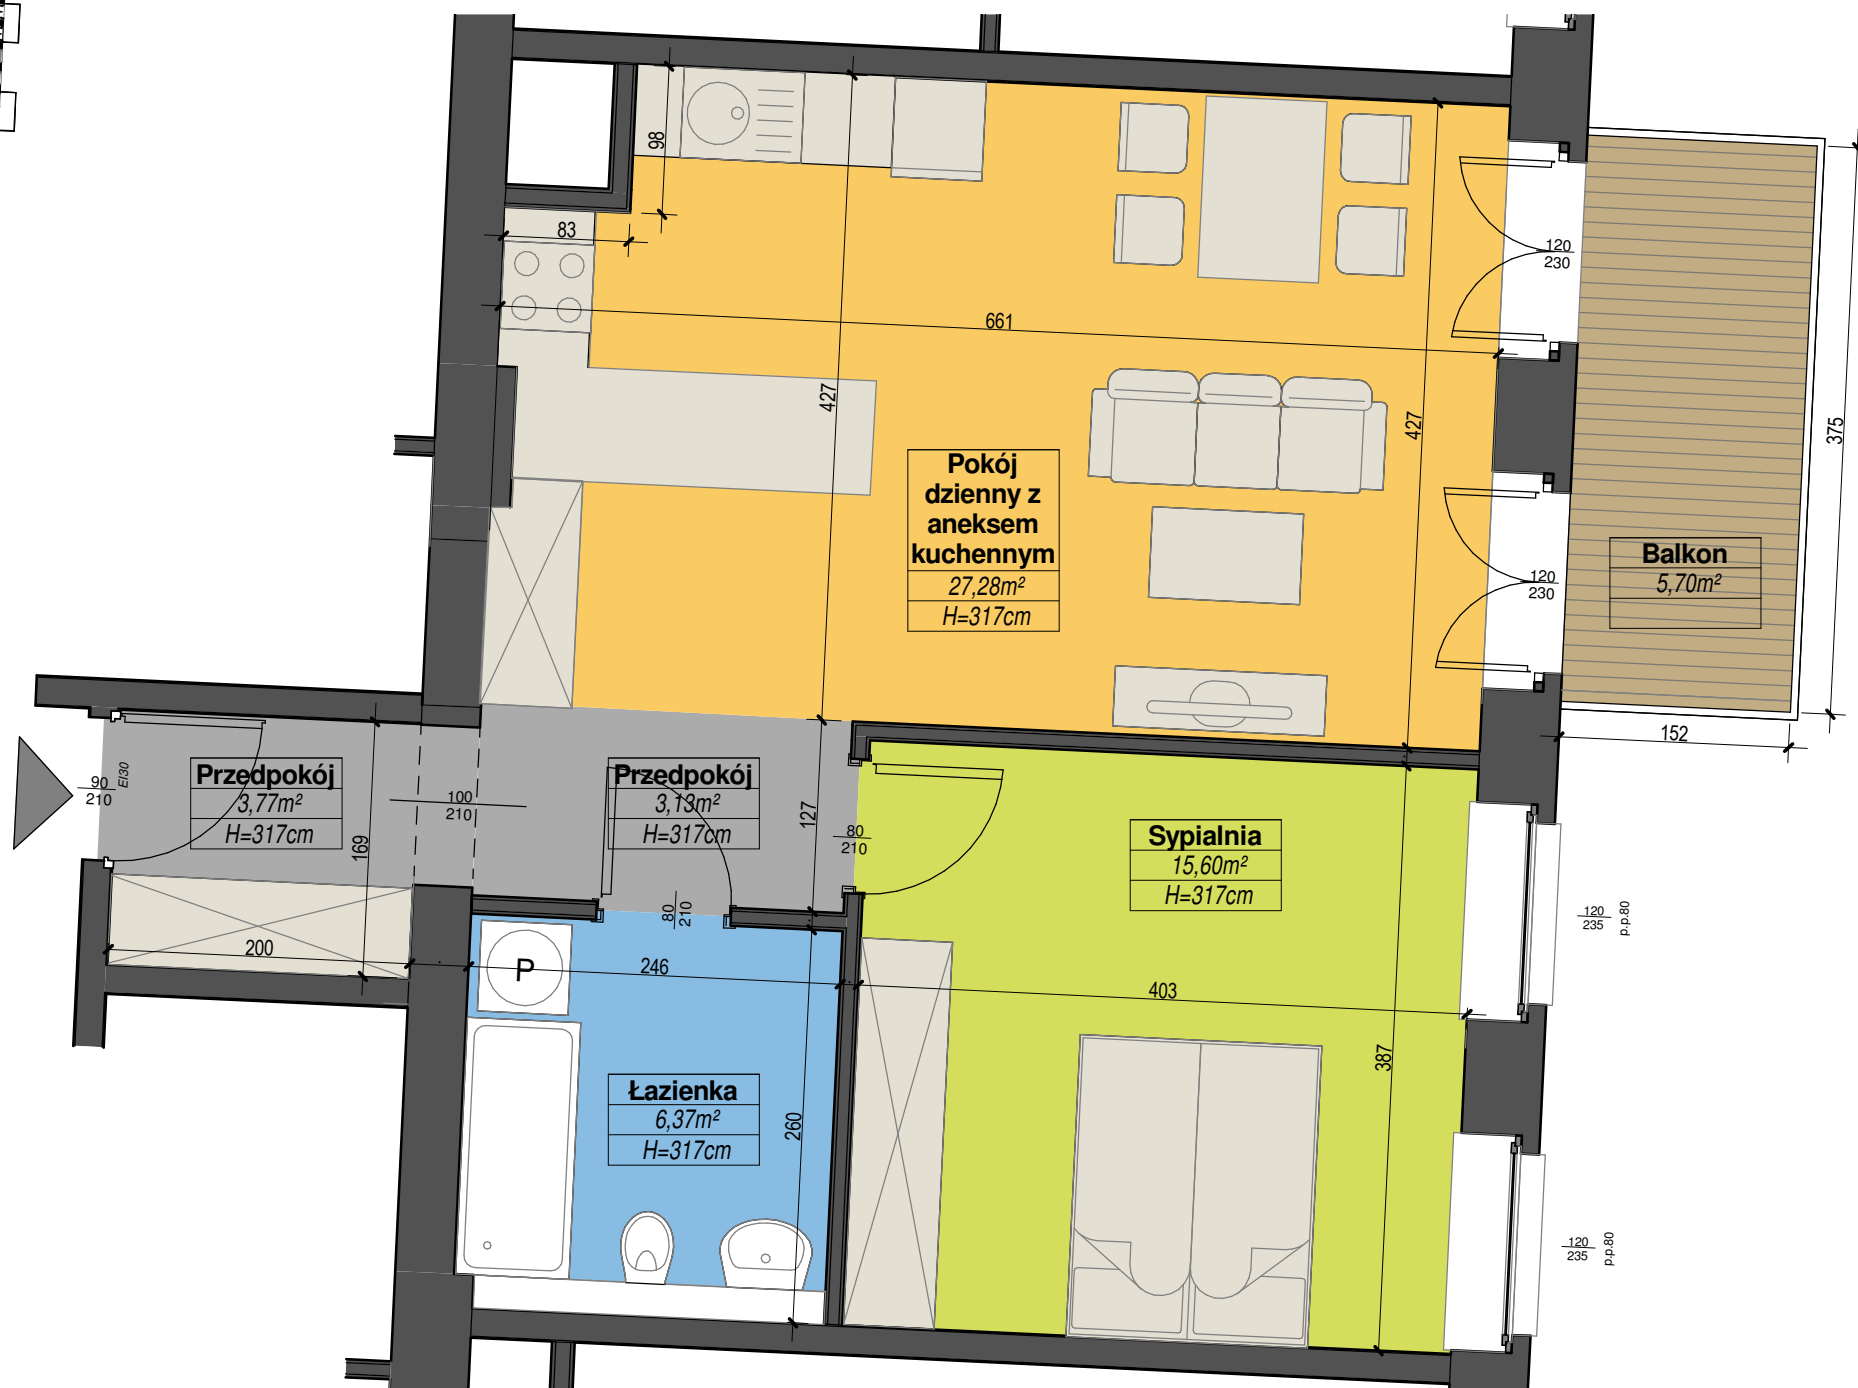 98
83
661
427
427
Pokój
dzienny z
aneksem
kuchennym
27,28m²
H=317cm
120
230
120
230
375
Balkon
5,70m²
152
90
210
EI30
Przedpokój
3,77m²
H=317cm
169
100
210
Przedpokój
3,13m²
H=317cm
127
80
210
80
210
Sypialnia
15,60m²
H=317cm
120
235
p.p.80
200
P
246
403
387
Łazienka
6,37m²
H=317cm
260
120
235
p.p.80